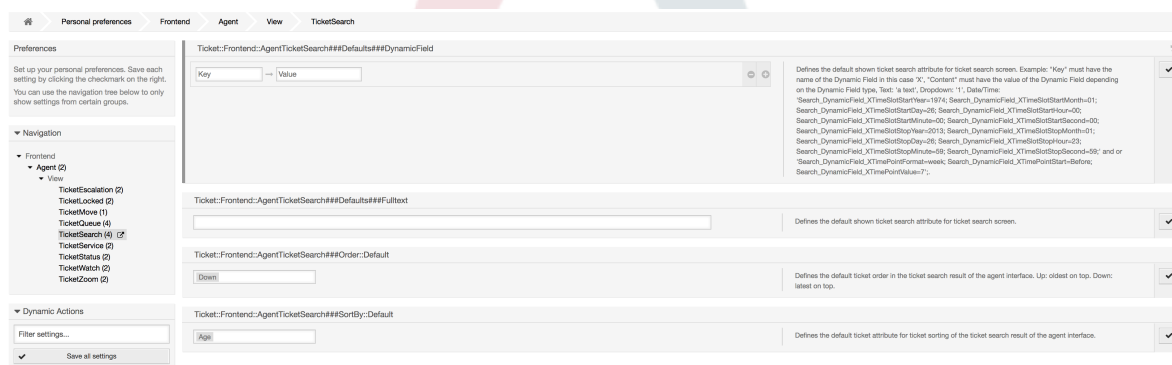 Personal preferences Frontend Agent View TicketSearch
Preferences
Set up your personal preferences. Save each
setting by clicking the checkmark on the right.
You can use the navigation tree below to only
show settings from certain groups.
Navigation
Frontend
Agent (2)
View
TicketEscalation (2)
TicketLocked (2)
TicketMove (1)
TicketQueue (4)
TicketSearch (4)
TicketService (2)
TicketStatus (2)
TicketWatch (2)
TicketZoom (2)
Dynamic Actions
Filter settings...
Save all settings
Ticket::Frontend::AgentTicketSearch###Defaults###DynamicField
Key → Value
Defines the default shown ticket search attribute for ticket search screen. Example: "Key" must have the
name of the Dynamic Field in this case 'X', "Content" must have the value of the Dynamic Field depending
on the Dynamic Field type, Text: 'a text', Dropdown: '1', Date/Time:
'Search_DynamicField_XTimeSlotStartYear=1974; Search_DynamicField_XTimeSlotStartMonth=01;
Search_DynamicField_XTimeSlotStartDay=26; Search_DynamicField_XTimeSlotStartHour=00;
Search_DynamicField_XTimeSlotStartMinute=00; Search_DynamicField_XTimeSlotStartSecond=00;
Search_DynamicField_XTimeSlotStopYear=2013; Search_DynamicField_XTimeSlotStopMonth=01;
Search_DynamicField_XTimeSlotStopDay=26; Search_DynamicField_XTimeSlotStopHour=23;
Search_DynamicField_XTimeSlotStopMinute=59; Search_DynamicField_XTimeSlotStopSecond=59;' and or
'Search_DynamicField_XTimePointFormat=week; Search_DynamicField_XTimePointStart=Before;
Search_DynamicField_XTimePointValue=7';.
Ticket::Frontend::AgentTicketSearch###Defaults###Fulltext
Defines the default shown ticket search attribute for ticket search screen.
Ticket::Frontend::AgentTicketSearch###Order::Default
Down
Defines the default ticket order in the ticket search result of the agent interface. Up: oldest on top. Down:
latest on top.
Ticket::Frontend::AgentTicketSearch###SortBy::Default
Age
Defines the default ticket attribute for ticket sorting of the ticket search result of the agent interface.